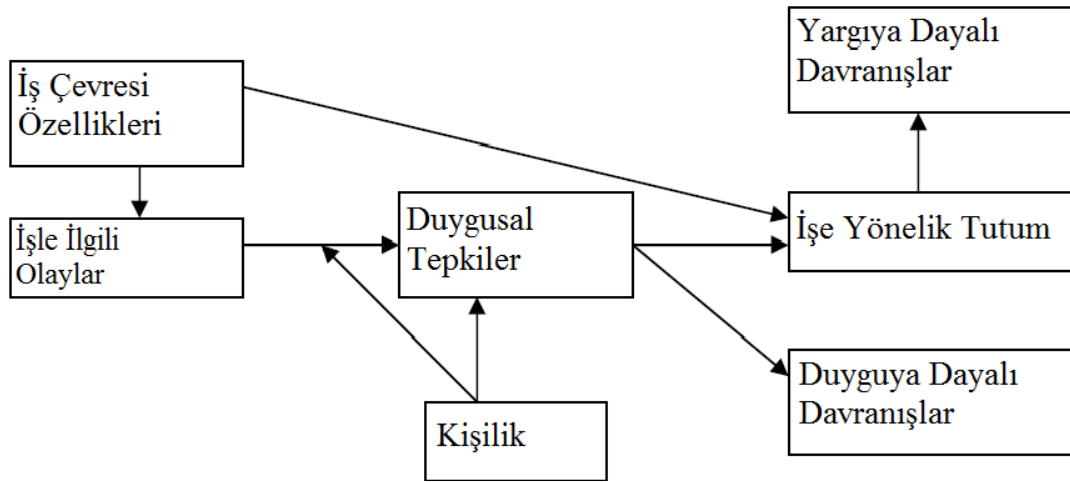 Yargıya Dayalı
Davranışlar
İş Çevresi
Özellikleri
Duygusal
Tepkiler
İşe Yönelik Tutum
İşle İlgili
Olaylar
Duyguya Dayalı
Davranışlar
Kişilik